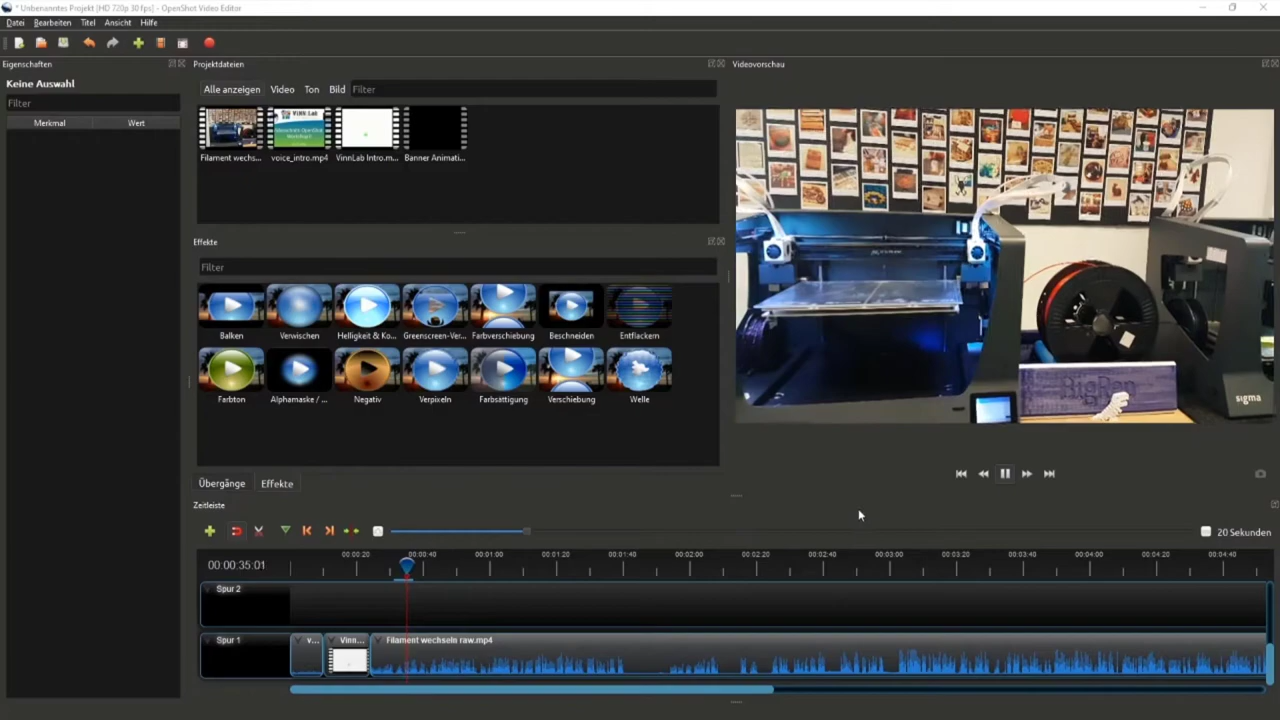 * Unbenanntes Projekt [HD 720p 30 fps] - OpenShot Video Editor
Datei Bearbeiten Titel Ansicht Hilfe
Eigenschaften
Projektdateien
Videovorschau
Keine Auswahl
Filter
Merkmal Wert
Alle anzeigen Video Ton Bild Filter
ViNN:Lab
Filament wechs... voice_intro.mp4 VinnLab Intro.m... Banner Animati...
Effekte
Filter
Balken Verwischen Helligkeit & Ko... Greenscreen-Ver... Farbverschiebung Beschneiden Entflackern
Farbton Alphamaske / ... Negativ Verpixeln Farbsättigung Verschiebung Welle
BigRep
sigma
Übergänge Effekte
Zeitleiste
20 Sekunden
00:00:35:01
00:00:20 00:00:40 00:01:00 00:01:20 00:01:40 00:02:00 00:02:20 00:02:40 00:03:00 00:03:20 00:03:40 00:04:00 00:04:20 00:04:40
Spur 2
Spur 1 v... Vinn... Filament wechseln raw.mp4